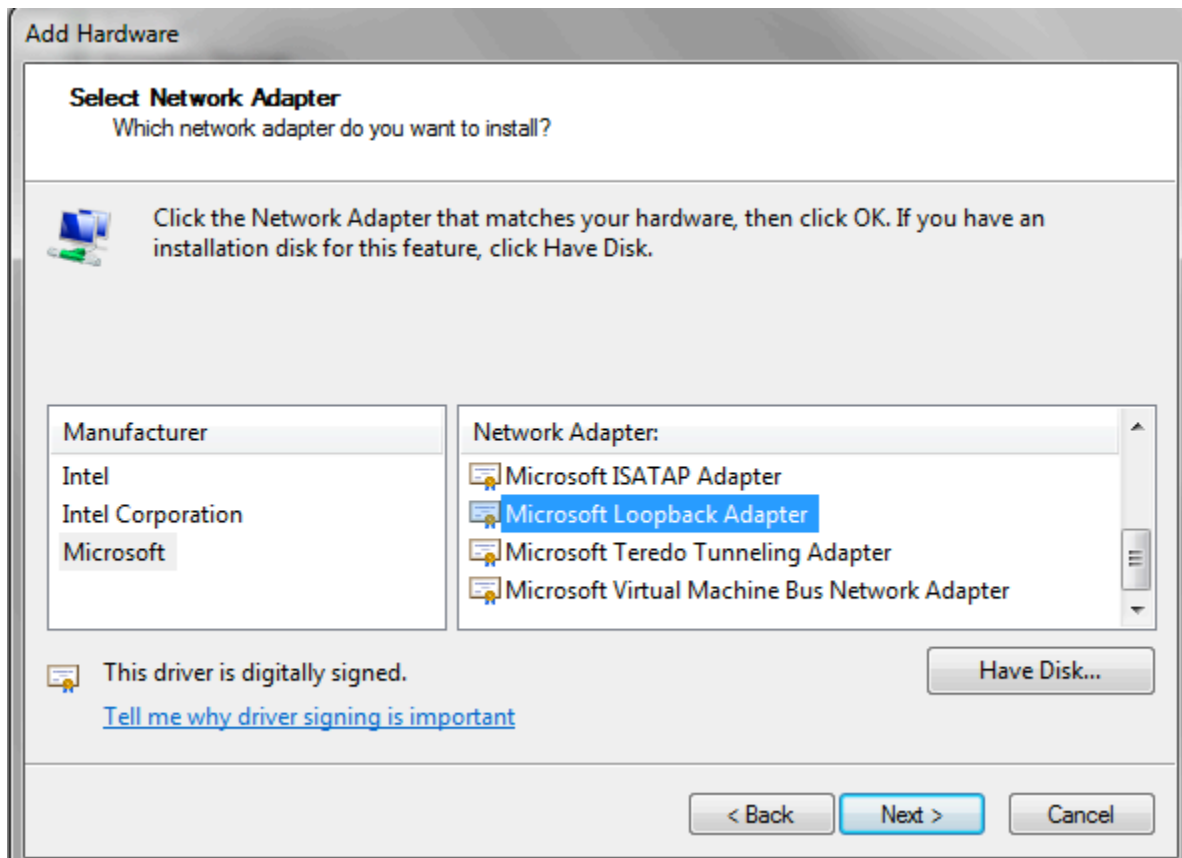 Add Hardware
Select Network Adapter
Which network adapter do you want to install?
Click the Network Adapter that matches your hardware, then click OK. If you have an
installation disk for this feature, click Have Disk.
Manufacturer
Intel
Intel Corporation
Microsoft
Network Adapter:
Microsoft ISATAP Adapter
Microsoft Loopback Adapter
Microsoft Teredo Tunneling Adapter
Microsoft Virtual Machine Bus Network Adapter
This driver is digitally signed.
Tell me why driver signing is important
Have Disk...
< Back
Next >
Cancel